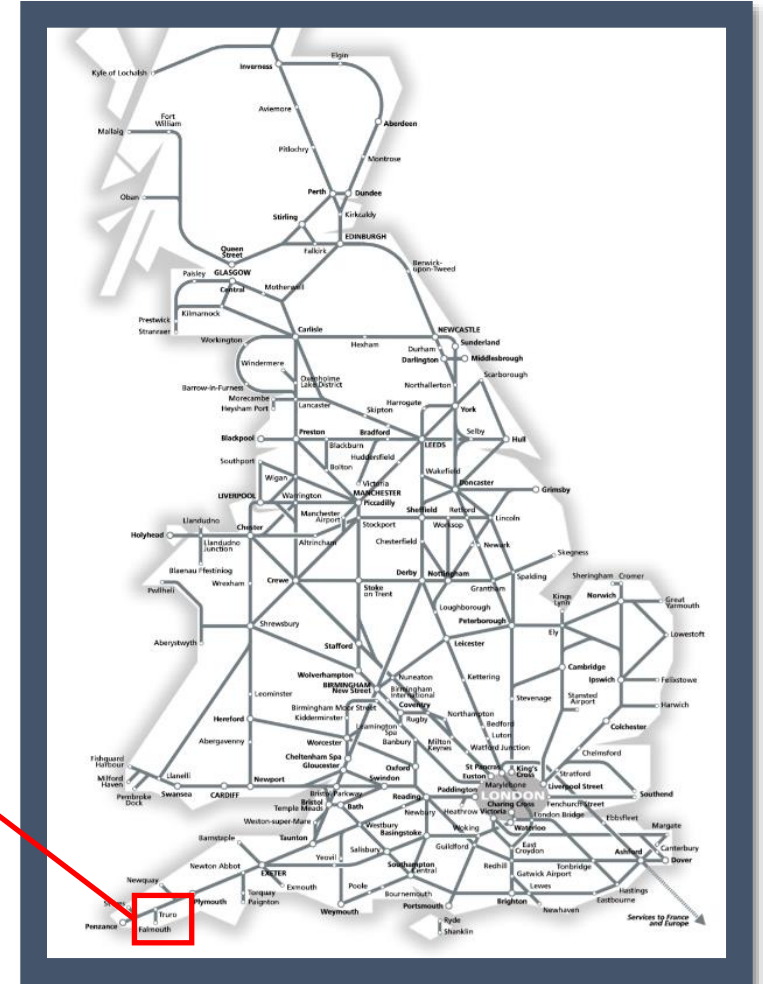 Elgin
Inverness
Kyle of Lochalsh
Aviemore
Fort
William
Mallaig
Aberdeen
Pitlochry
Montrose
Perth
Dundee
Oban
Stirling
Kirkcaldy
EDINBURGH
Queen
Street
Falkirk
Berwick-
upon-Tweed
Paisley
GLASGOW
Central
Motherwell
Kilmarnock
Prestwick
Stranraer
Carlisle
NEWCASTLE
Workington
Hexham
Sunderland
Durham
Darlington
Middlesbrough
Windermere
Scarborough
Oxenholme
Lake District
Northallerton
Barrow-in-Furness
Morecambe
Heysham Port
Lancaster
Harrogate
York
Skipton
Blackpool
Preston
Bradford
Selby
Hull
LEEDS
Blackburn
Huddersfield
Southport
Bolton
Wakefield
Wigan
Victoria
Doncaster
Grimsby
MANCHESTER
Piccadilly
LIVERPOOL
Warrington
Sheffield
Retford
Manchester
Airport
Lincoln
Llandudno
Stockport
Worksop
Holyhead
Chester
Llandudno
Junction
Altrincham
Chesterfield
Newark
Skegness
Blaenau Ffestiniog
Wrexham
Crewe
Derby
Nottingham
Spalding
Sheringham
Cromer
Pwllheli
Stoke
on Trent
Grantham
Kings
Lynn
Norwich
Great
Yarmouth
Loughborough
Peterborough
Shrewsbury
Ely
Lowestoft
Aberystwyth
Stafford
Leicester
Wolverhampton
Cambridge
BIRMINGHAM
New Street
Nuneaton
Kettering
Ipswich
Felixstowe
Birmingham
International
Leominster
Stevenage
Stansted
Airport
Harwich
Birmingham Moor Street
Coventry
Kidderminster
Rugby
Northampton
Hereford
Leamington
Spa
Bedford
Colchester
Worcester
Banbury
Milton
Keynes
Luton
Abergavenny
Watford Junction
Chelmsford
Cheltenham Spa
Fishguard
Harbour
Gloucester
Oxford
St Pancras
King's
Cross
Euston
Stratford
Milford
Haven
Llanelli
Newport
Swindon
Marylebone
Liverpool Street
Pembroke
Dock
Swansea
CARDIFF
Bristol Parkway
Reading
Paddington
LONDON
Southend
Bristol
Temple Meads
Bath
Charing Cross
Fenchurch Street
Newbury
Heathrow
Victoria
London Bridge
Ebbsfleet
Weston-super-Mare
Westbury
Basingstoke
Woking
Waterloo
Margate
Barnstaple
Taunton
Guildford
East
Croydon
Canterbury
Salisbury
Ashford
Dover
Yeovil
Redhill
Tonbridge
Newton Abbot
EXETER
Southampton
Central
Gatwick Airport
Newquay
Exmouth
Poole
Lewes
Hastings
Torquay
Paignton
Bournemouth
Eastbourne
Plymouth
Weymouth
Portsmouth
Brighton
Newhaven
Truro
Ryde
Services to France
and Europe
Penzance
Falmouth
Shanklin